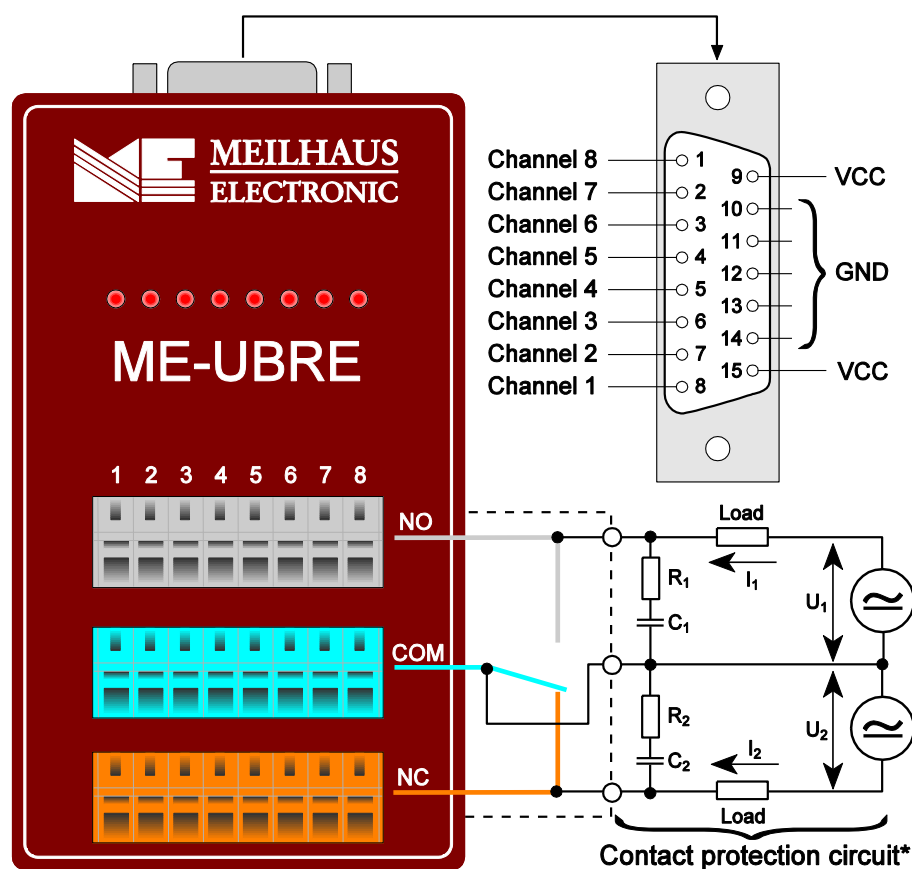 MEILHAUS
ELECTRONIC
ME-UBRE
1 2 3 4 5 6 7 8
NO
COM
NC
Channel 8 1
Channel 7 2
Channel 6 3
Channel 5 4
Channel 4 5
Channel 3 6
Channel 2 7
Channel 1 8
9 VCC
10
11
12
13
14
GND
15 VCC
Load
R1
I1
C1
U1
R2
C2
I2
U2
Load
Contact protection circuit*